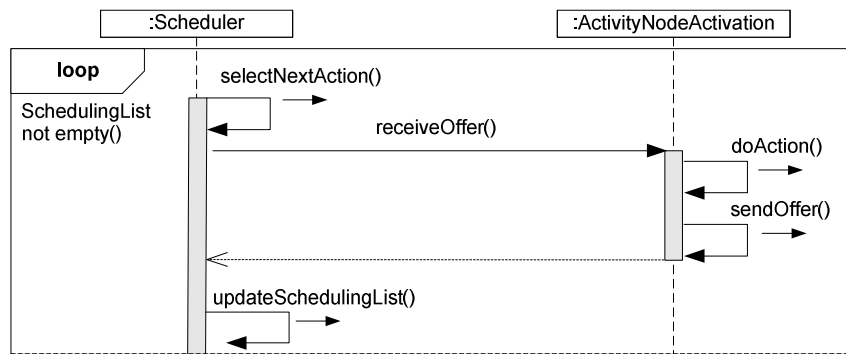 :Scheduler
:ActivityNodeActivation
loop
selectNextAction()
SchedulingList
not empty()
receiveOffer()
doAction()
sendOffer()
updateSchedulingList()